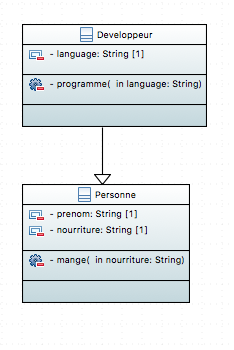 Developpeur
- language: String [1]
- programme( in language: String)
Personne
- prenom: String [1]
- nourriture: String [1]
- mange( in nourriture: String)